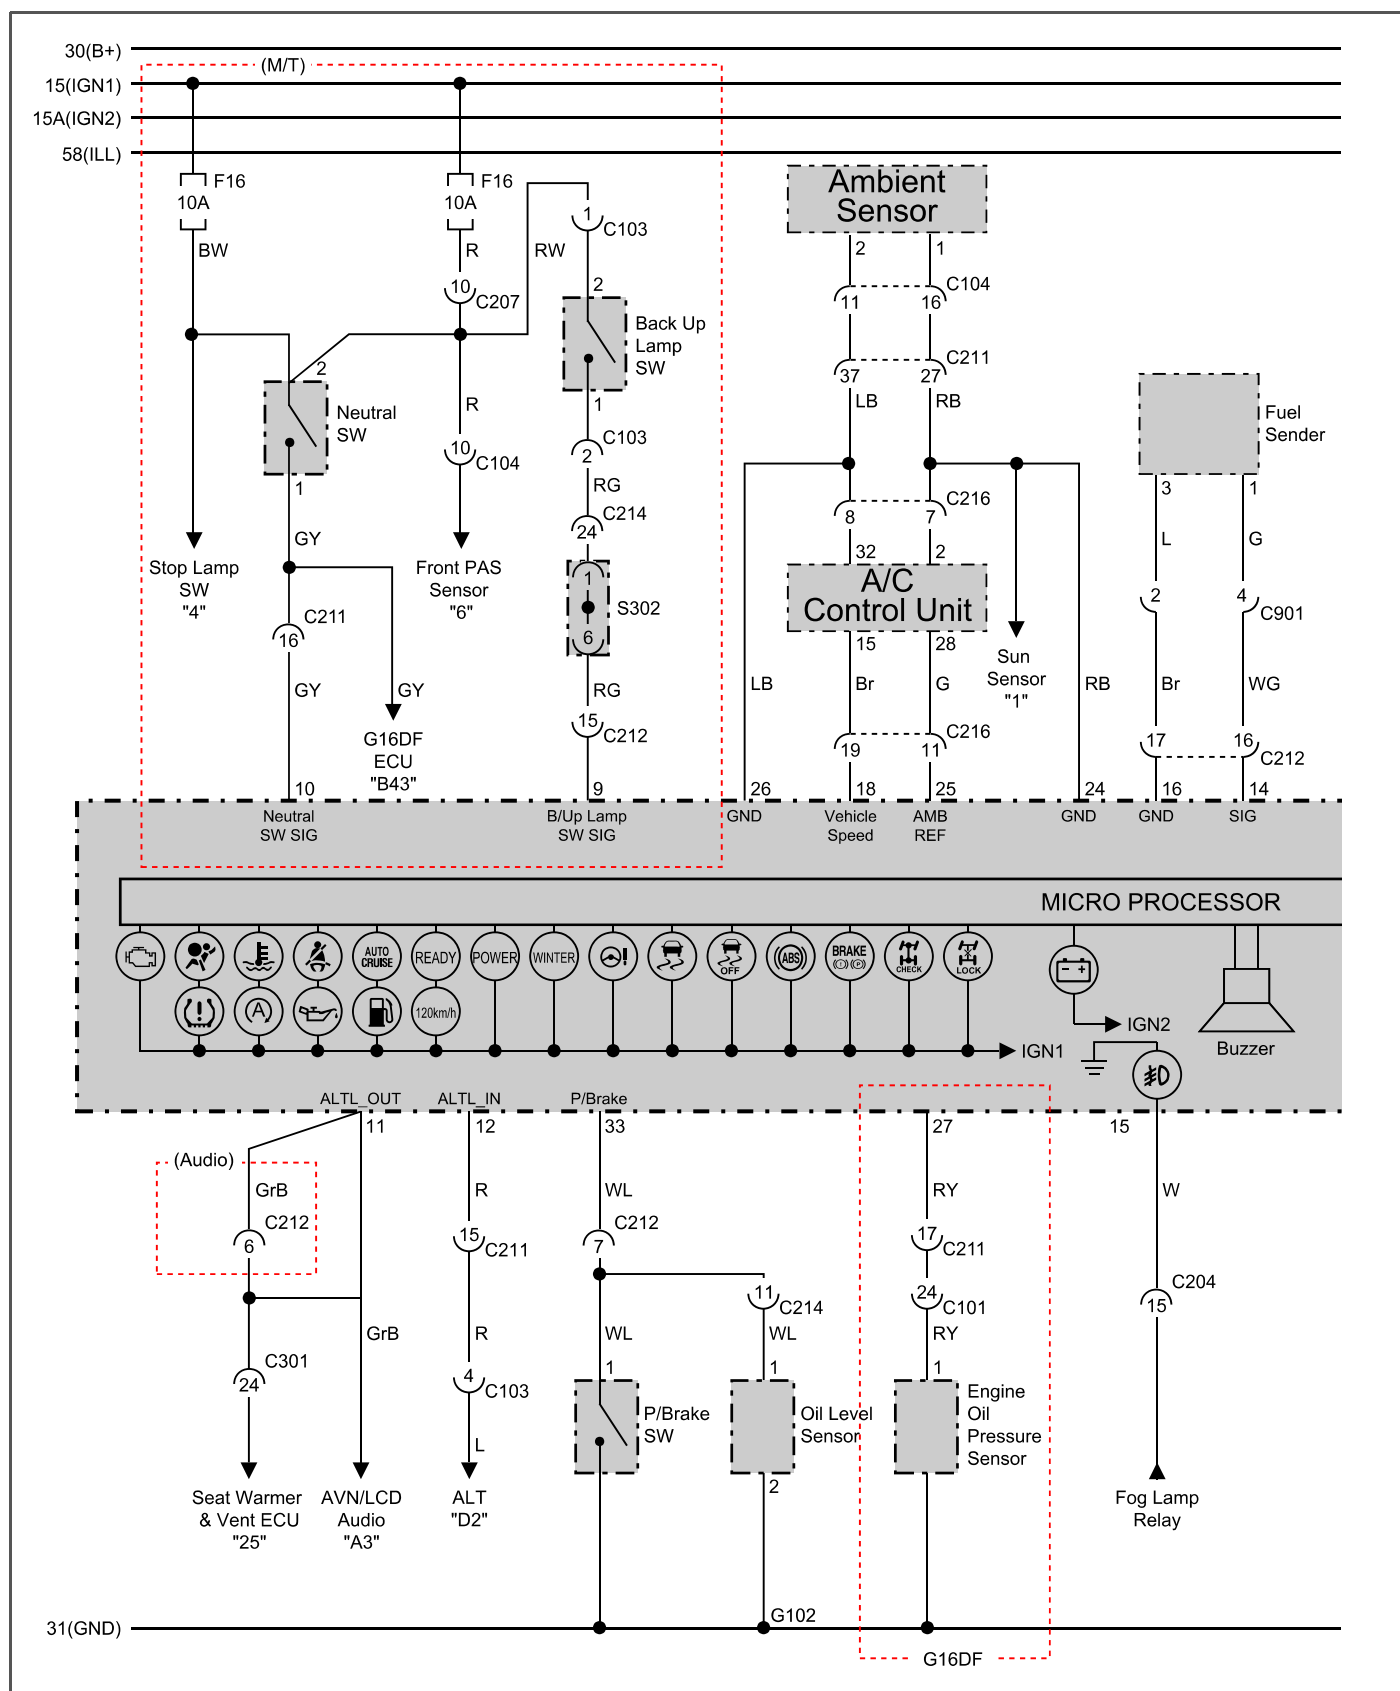 30(B+)
(M/T)
15(IGN1)
15A(IGN2)
58(ILL)
F16
10A
BW
F16
10A
R
RW
10
C207
1
C103
2
Back Up
Lamp
SW
1
C103
2
RG
C214
24
1
S302
6
RG
15
C212
2
Neutral
SW
1
GY
R
10
C104
Stop Lamp
SW
"4"
Front PAS
Sensor
"6"
C211
16
GY
GY
G16DF
ECU
"B43"
Ambient
Sensor
2
1
C104
11
16
C211
37
27
LB
RB
C216
8
7
32
2
A/C
Control Unit
15
28
Sun
Sensor
"1"
LB
Br
G
RB
C216
19
11
Fuel
Sender
3
1
L
G
2
4
C901
Br
WG
17
16
C212
10
9
26
18
25
24
16
14
Neutral
SW SIG
B/Up Lamp
SW SIG
GND
Vehicle
Speed
AMB
REF
GND
GND
SIG
MICRO PROCESSOR
AUTO
CRUISE
READY
POWER
WINTER
OFF
ABS
BRAKE
(!) (P)
CHECK
LOCK
A
120km/h
IGN2
IGN1
Buzzer
ALTL_OUT
ALTL_IN
P/Brake
11
12
33
27
15
(Audio)
GrB
C212
6
R
15
C211
WL
C212
7
RY
17
C211
W
11
C214
24
C101
C204
15
GrB
R
WL
WL
RY
C301
24
4
C103
1
1
1
P/Brake
SW
Oil Level
Sensor
Engine
Oil
Pressure
Sensor
L
2
Seat Warmer
& Vent ECU
"25"
AVN/LCD
Audio
"A3"
ALT
"D2"
Fog Lamp
Relay
G102
31(GND)
G16DF